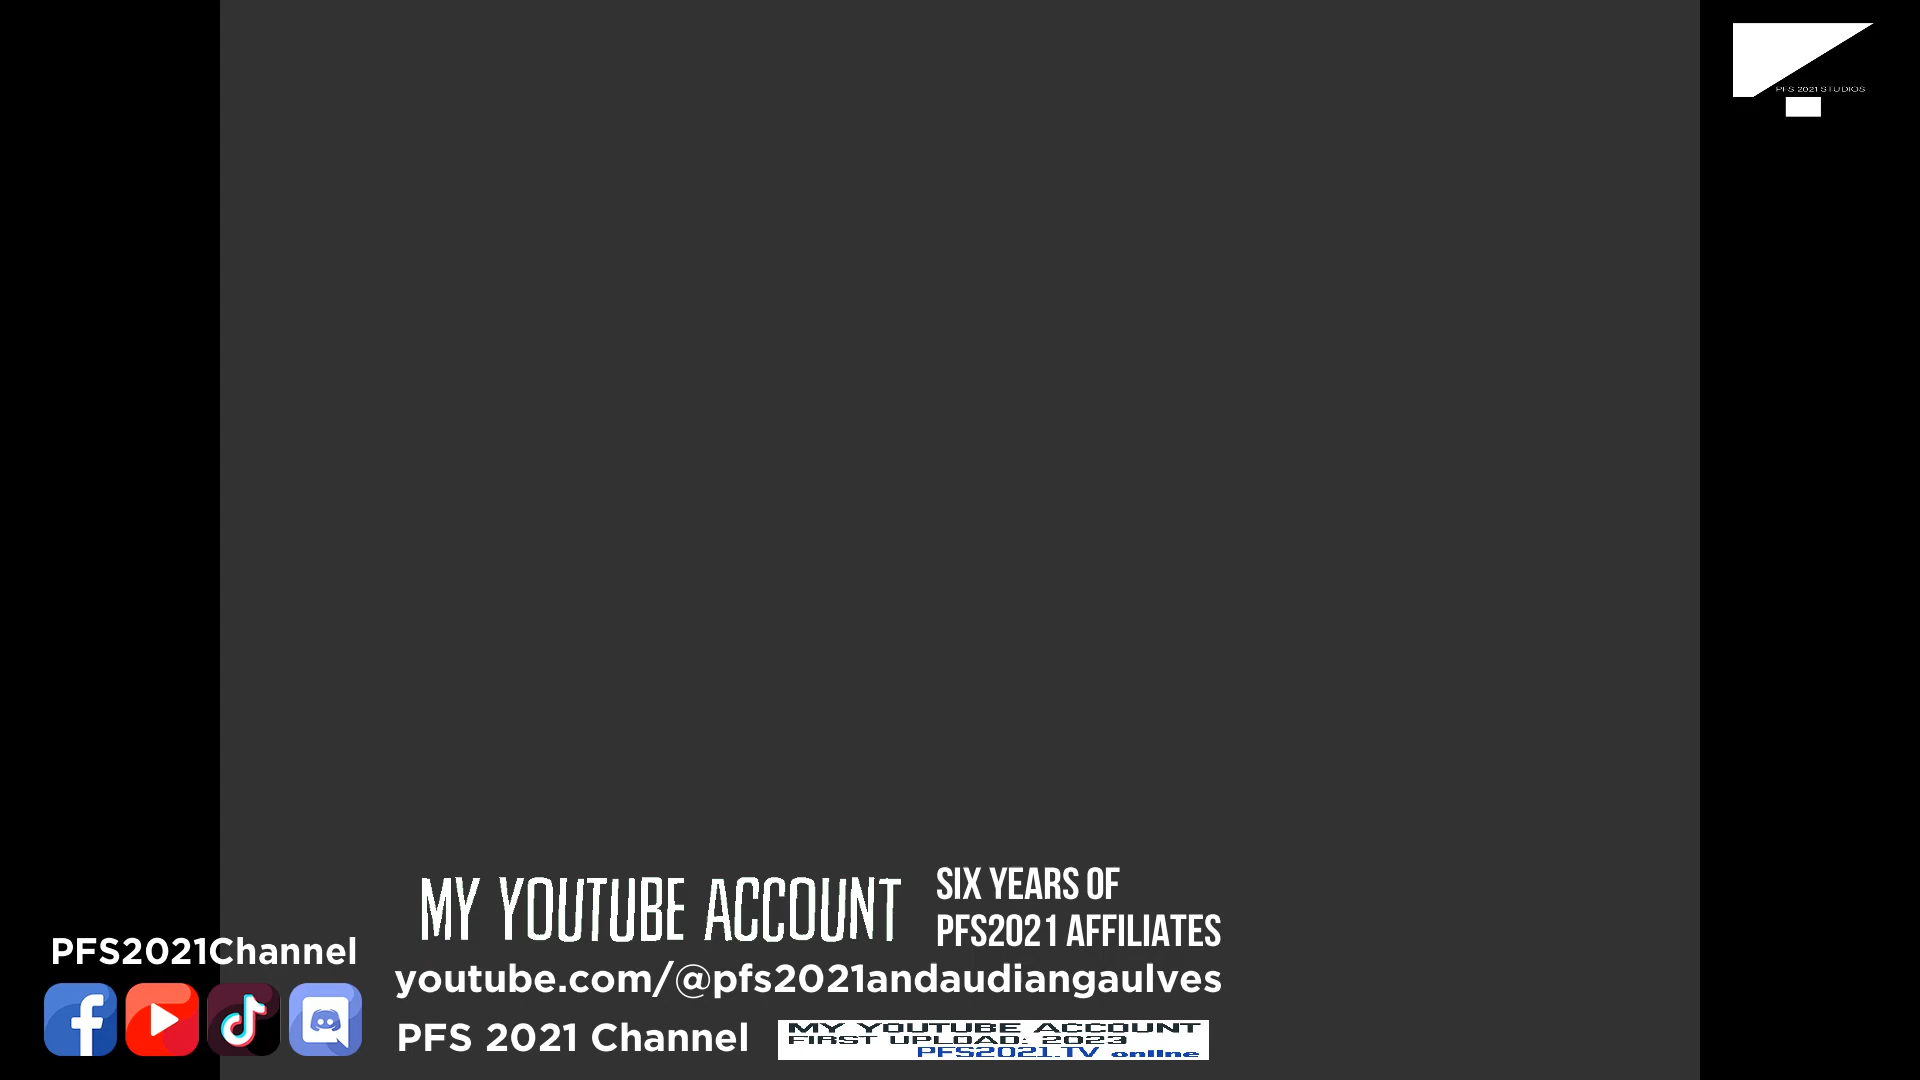 PFS 2021 STUDIOS
MY YOUTUBE ACCOUNT
SIX YEARS OF
PFS2021 AFFILIATES
PFS2021Channel
youtube.com/@pfs2021andaudiangaulves
PFS 2021 Channel
MY YOUTUBE ACCOUNT
FIRST UPLOAD: 2023
PFS2021.TV online